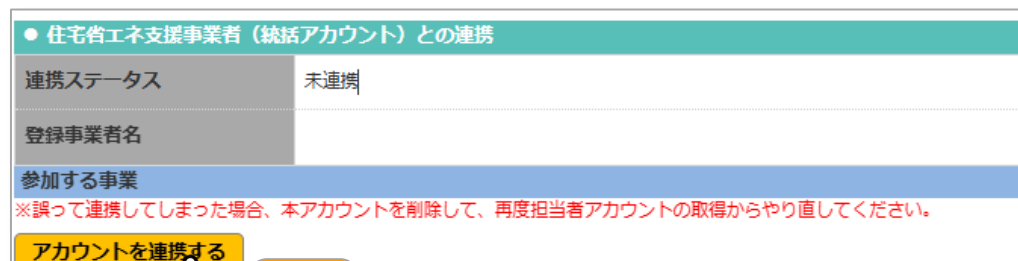 ● 住宅省エネ支援事業者（統括アカウント）との連携
連携ステータス 未連携
登録事業者名
参加する事業
※誤って連携してしまった場合、本アカウントを削除して、再度担当者アカウントの取得からやり直してください。
アカウントを連携する